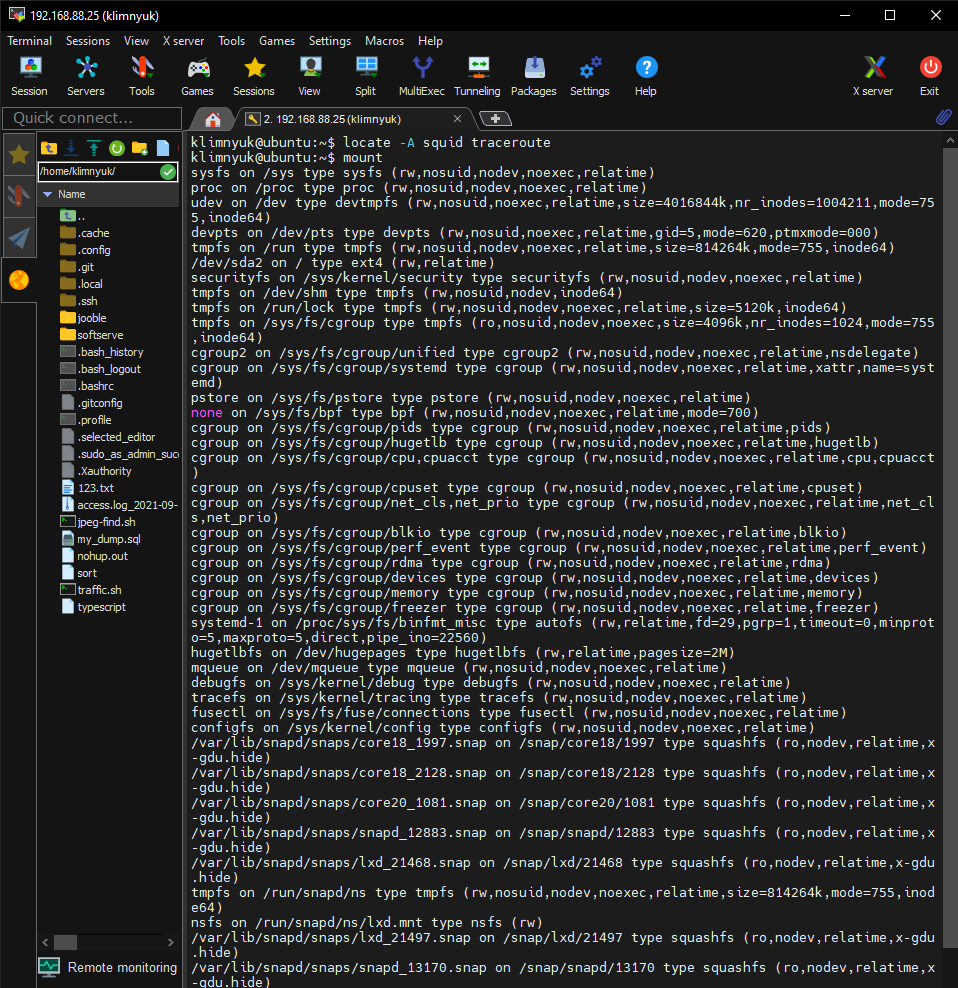 192.168.88.25 (klimnyuk)
Terminal Sessions View X server Tools Games Settings Macros Help
Session Servers Tools Games Sessions View Split MultiExec Tunneling Packages Settings Help X server Exit
Quick connect...
2. 192.168.88.25 (klimnyuk)
/home/klimnyuk/
Name
..
.cache
.config
.git
.local
.ssh
jooble
softserve
.bash_history
.bash_logout
.bashrc
.gitconfig
.profile
.selected_editor
.sudo_as_admin_succ
.Xauthority
123.txt
access.log_2021-09-
jpeg-find.sh
my_dump.sql
nohup.out
sort
traffic.sh
typescript
Remote monitoring
klimnyuk@ubuntu:~$ locate -A squid traceroute
klimnyuk@ubuntu:~$ mount
sysfs on /sys type sysfs (rw,nosuid,nodev,noexec,relatime)
proc on /proc type proc (rw,nosuid,nodev,noexec,relatime)
udev on /dev type devtmpfs (rw,nosuid,noexec,relatime,size=4016844k,nr_inodes=1004211,mode=75
5,inode64)
devpts on /dev/pts type devpts (rw,nosuid,noexec,relatime,gid=5,mode=620,ptmxmode=000)
tmpfs on /run type tmpfs (rw,nosuid,nodev,noexec,relatime,size=814264k,mode=755,inode64)
/dev/sda2 on / type ext4 (rw,relatime)
securityfs on /sys/kernel/security type securityfs (rw,nosuid,nodev,noexec,relatime)
tmpfs on /dev/shm type tmpfs (rw,nosuid,nodev,inode64)
tmpfs on /run/lock type tmpfs (rw,nosuid,nodev,noexec,relatime,size=5120k,inode64)
tmpfs on /sys/fs/cgroup type tmpfs (ro,nosuid,nodev,noexec,size=4096k,nr_inodes=1024,mode=755
,inode64)
cgroup2 on /sys/fs/cgroup/unified type cgroup2 (rw,nosuid,nodev,noexec,relatime,nsdelegate)
cgroup on /sys/fs/cgroup/systemd type cgroup (rw,nosuid,nodev,noexec,relatime,xattr,name=syst
emd)
pstore on /sys/fs/pstore type pstore (rw,nosuid,nodev,noexec,relatime)
none on /sys/fs/bpf type bpf (rw,nosuid,nodev,noexec,relatime,mode=700)
cgroup on /sys/fs/cgroup/pids type cgroup (rw,nosuid,nodev,noexec,relatime,pids)
cgroup on /sys/fs/cgroup/hugetlb type cgroup (rw,nosuid,nodev,noexec,relatime,hugetlb)
cgroup on /sys/fs/cgroup/cpu,cpuacct type cgroup (rw,nosuid,nodev,noexec,relatime,cpu,cpuacct
)
cgroup on /sys/fs/cgroup/cpuset type cgroup (rw,nosuid,nodev,noexec,relatime,cpuset)
cgroup on /sys/fs/cgroup/net_cls,net_prio type cgroup (rw,nosuid,nodev,noexec,relatime,net_cl
s,net_prio)
cgroup on /sys/fs/cgroup/blkio type cgroup (rw,nosuid,nodev,noexec,relatime,blkio)
cgroup on /sys/fs/cgroup/perf_event type cgroup (rw,nosuid,nodev,noexec,relatime,perf_event)
cgroup on /sys/fs/cgroup/rdma type cgroup (rw,nosuid,nodev,noexec,relatime,rdma)
cgroup on /sys/fs/cgroup/devices type cgroup (rw,nosuid,nodev,noexec,relatime,devices)
cgroup on /sys/fs/cgroup/memory type cgroup (rw,nosuid,nodev,noexec,relatime,memory)
cgroup on /sys/fs/cgroup/freezer type cgroup (rw,nosuid,nodev,noexec,relatime,freezer)
systemd-1 on /proc/sys/fs/binfmt_misc type autofs (rw,relatime,fd=29,pgrp=1,timeout=0,minprot
o=5,maxproto=5,direct,pipe_ino=22560)
hugetlbfs on /dev/hugepages type hugetlbfs (rw,relatime,pagesize=2M)
mqueue on /dev/mqueue type mqueue (rw,nosuid,nodev,noexec,relatime)
debugfs on /sys/kernel/debug type debugfs (rw,nosuid,nodev,noexec,relatime)
tracefs on /sys/kernel/tracing type tracefs (rw,nosuid,nodev,noexec,relatime)
fusectl on /sys/fs/fuse/connections type fusectl (rw,nosuid,nodev,noexec,relatime)
configfs on /sys/kernel/config type configfs (rw,nosuid,nodev,noexec,relatime)
/var/lib/snapd/snaps/core18_1997.snap on /snap/core18/1997 type squashfs (ro,nodev,relatime,x
-gdu.hide)
/var/lib/snapd/snaps/core18_2128.snap on /snap/core18/2128 type squashfs (ro,nodev,relatime,x
-gdu.hide)
/var/lib/snapd/snaps/core20_1081.snap on /snap/core20/1081 type squashfs (ro,nodev,relatime,x
-gdu.hide)
/var/lib/snapd/snaps/snapd_12883.snap on /snap/snapd/12883 type squashfs (ro,nodev,relatime,x
-gdu.hide)
/var/lib/snapd/snaps/lxd_21468.snap on /snap/lxd/21468 type squashfs (ro,nodev,relatime,x-gdu
.hide)
tmpfs on /run/snapd/ns type tmpfs (rw,nosuid,nodev,noexec,relatime,size=814264k,mode=755,inod
e64)
nsfs on /run/snapd/ns/lxd.mnt type nsfs (rw)
/var/lib/snapd/snaps/lxd_21497.snap on /snap/lxd/21497 type squashfs (ro,nodev,relatime,x-gdu
.hide)
/var/lib/snapd/snaps/snapd_13170.snap on /snap/snapd/13170 type squashfs (ro,nodev,relatime,x
-gdu.hide)